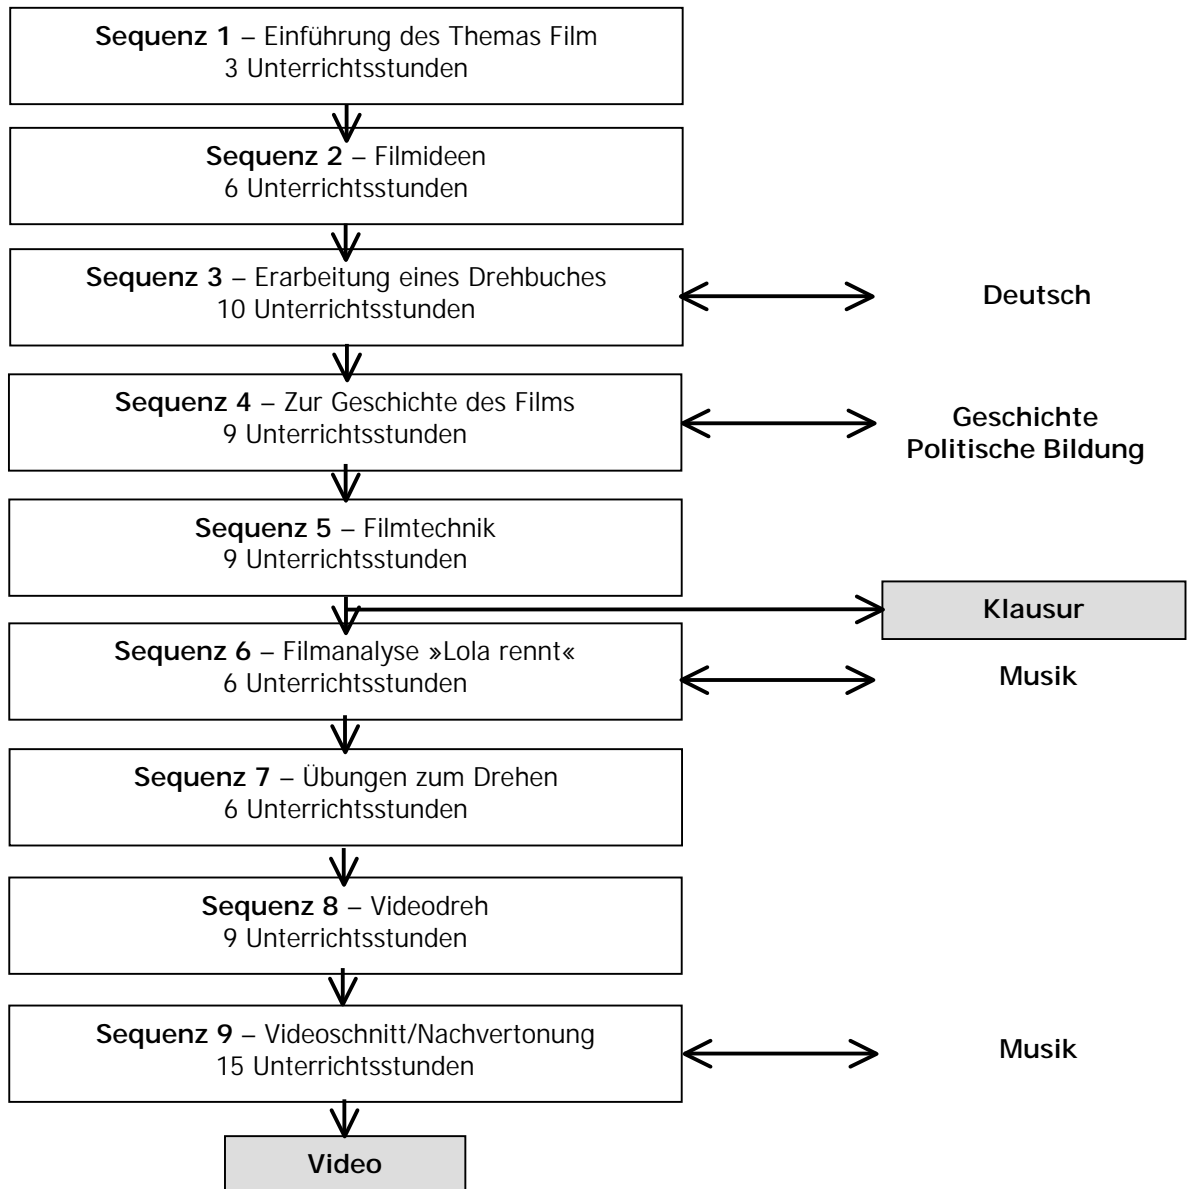 Sequenz 1 – Einführung des Themas Film
3 Unterrichtsstunden
Sequenz 2 – Filmideen
6 Unterrichtsstunden
Sequenz 3 – Erarbeitung eines Drehbuches
10 Unterrichtsstunden
Deutsch
Sequenz 4 – Zur Geschichte des Films
9 Unterrichtsstunden
Geschichte
Politische Bildung
Sequenz 5 – Filmtechnik
9 Unterrichtsstunden
Klausur
Sequenz 6 – Filmanalyse »Lola rennt«
6 Unterrichtsstunden
Musik
Sequenz 7 – Übungen zum Drehen
6 Unterrichtsstunden
Sequenz 8 – Videodreh
9 Unterrichtsstunden
Sequenz 9 – Videoschnitt/Nachvertonung
15 Unterrichtsstunden
Musik
Video